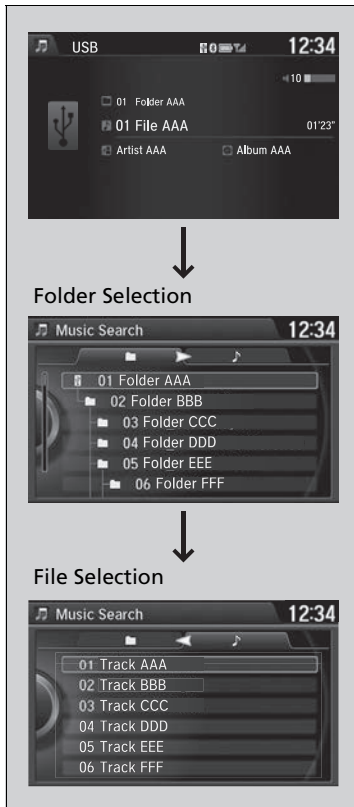 USB 12:34
10
01 Folder AAA
01 File AAA 01'23"
Artist AAA Album AAA
Folder Selection
Music Search 12:34
01 Folder AAA
02 Folder BBB
03 Folder CCC
04 Folder DDD
05 Folder EEE
06 Folder FFF
File Selection
Music Search 12:34
01 Track AAA
02 Track BBB
03 Track CCC
04 Track DDD
05 Track EEE
06 Track FFF